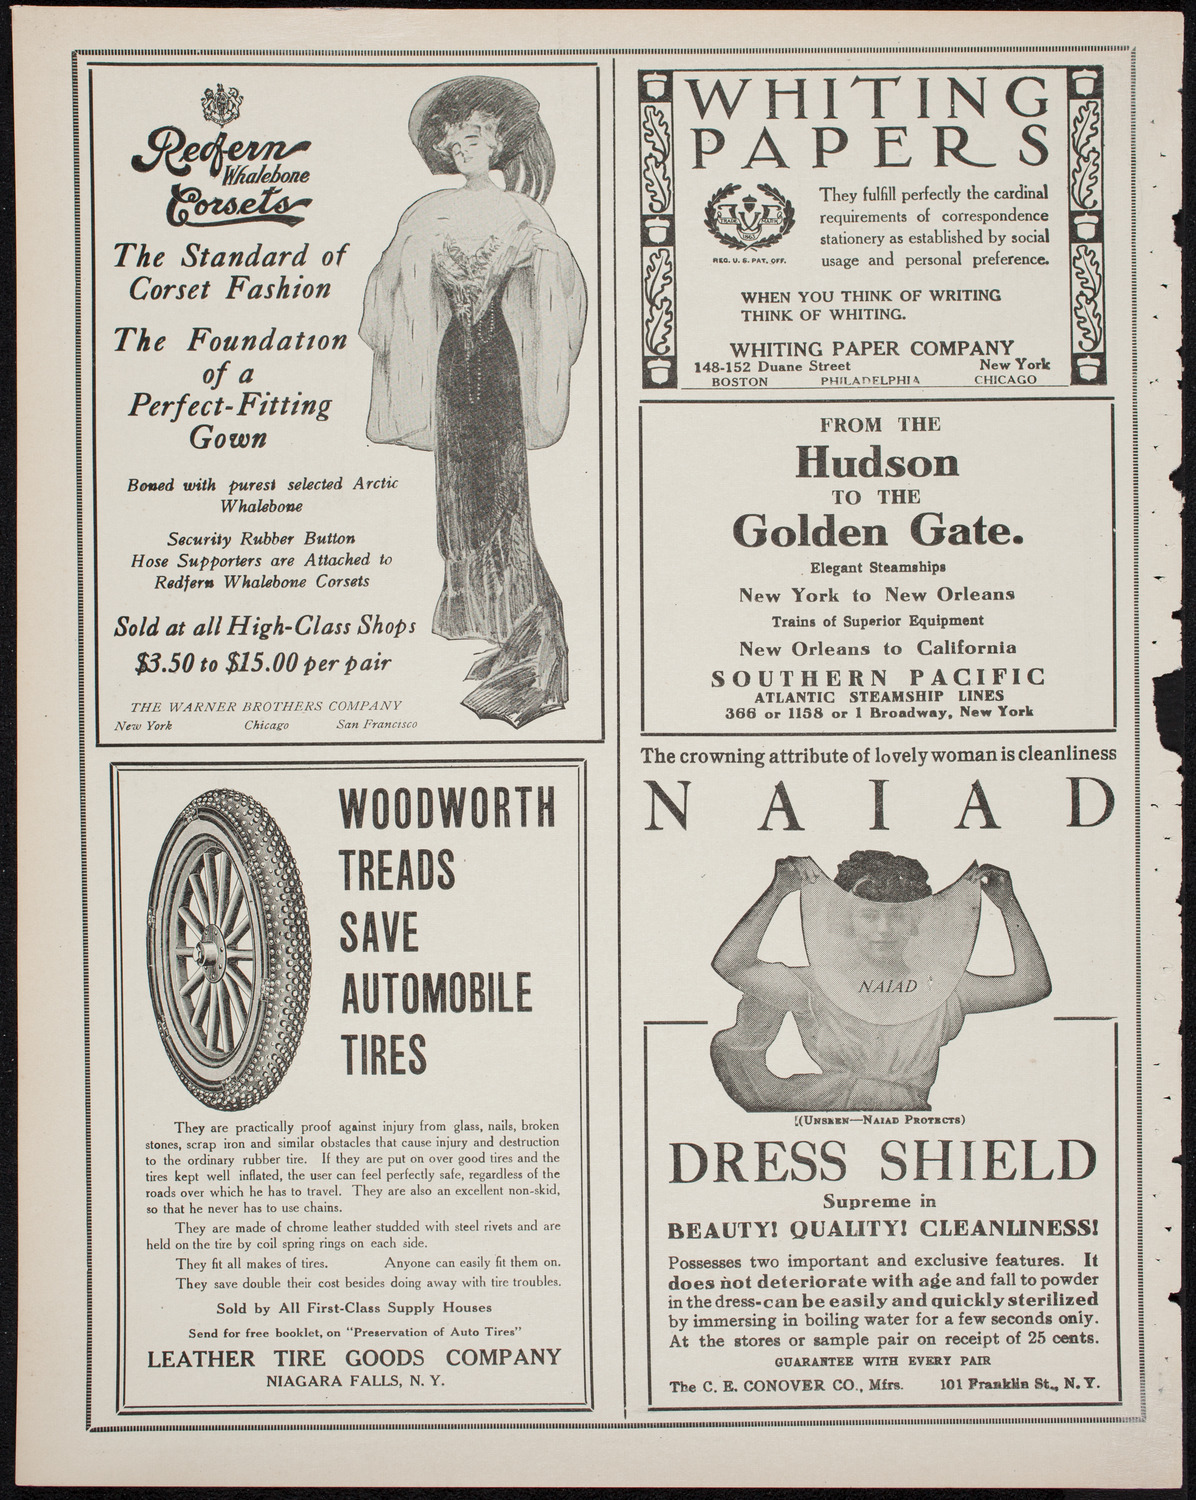 Redfern
Whalebone
Corsets
The Standard of
Corset Fashion
The Foundation
of a
Perfect-Fitting
Gown
Boned with purest selected Arctic
Whalebone
Security Rubber Button
Hose Supporters are Attached to
Redfern Whalebone Corsets
Sold at all High-Class Shops
$3.50 to $15.00 per pair
THE WARNER BROTHERS COMPANY
New York Chicago San Francisco
WOODWORTH
TREADS
SAVE
AUTOMOBILE
TIRES
They are practically proof against injury from glass, nails, broken
stones, scrap iron and similar obstacles that cause injury and destruction
to the ordinary rubber tire. If they are put on over good tires and the
tires kept well inflated, the user can feel perfectly safe, regardless of the
roads over which he has to travel. They are also an excellent non-skid,
so that he never has to use chains.
They are made of chrome leather studded with steel rivets and are
held on the tire by coil spring rings on each side.
They fit all makes of tires. Anyone can easily fit them on.
They save double their cost besides doing away with tire troubles.
Sold by All First-Class Supply Houses
Send for free booklet, on "Preservation of Auto Tires"
LEATHER TIRE GOODS COMPANY
NIAGARA FALLS, N. Y.
WHITING
PAPERS
TRADE MARK
1865
REG. U. S. PAT. OFF.
They fulfill perfectly the cardinal
requirements of correspondence
stationery as established by social
usage and personal preference.
WHEN YOU THINK OF WRITING
THINK OF WHITING.
WHITING PAPER COMPANY
148-152 Duane Street New York
BOSTON PHILADELPHIA CHICAGO
FROM THE
Hudson
TO THE
Golden Gate.
Elegant Steamships
New York to New Orleans
Trains of Superior Equipment
New Orleans to California
SOUTHERN PACIFIC
ATLANTIC STEAMSHIP LINES
366 or 1158 or 1 Broadway, New York
The crowning attribute of lovely woman is cleanliness
NAIAD
NAIAD
(UNSEEN—NAIAD PROTECTS)
DRESS SHIELD
Supreme in
BEAUTY! QUALITY! CLEANLINESS!
Possesses two important and exclusive features. It
does not deteriorate with age and fall to powder
in the dress-can be easily and quickly sterilized
by immersing in boiling water for a few seconds only.
At the stores or sample pair on receipt of 25 cents.
GUARANTEE WITH EVERY PAIR
The C. E. CONOVER CO., Mfrs. 101 Franklin St., N. Y.